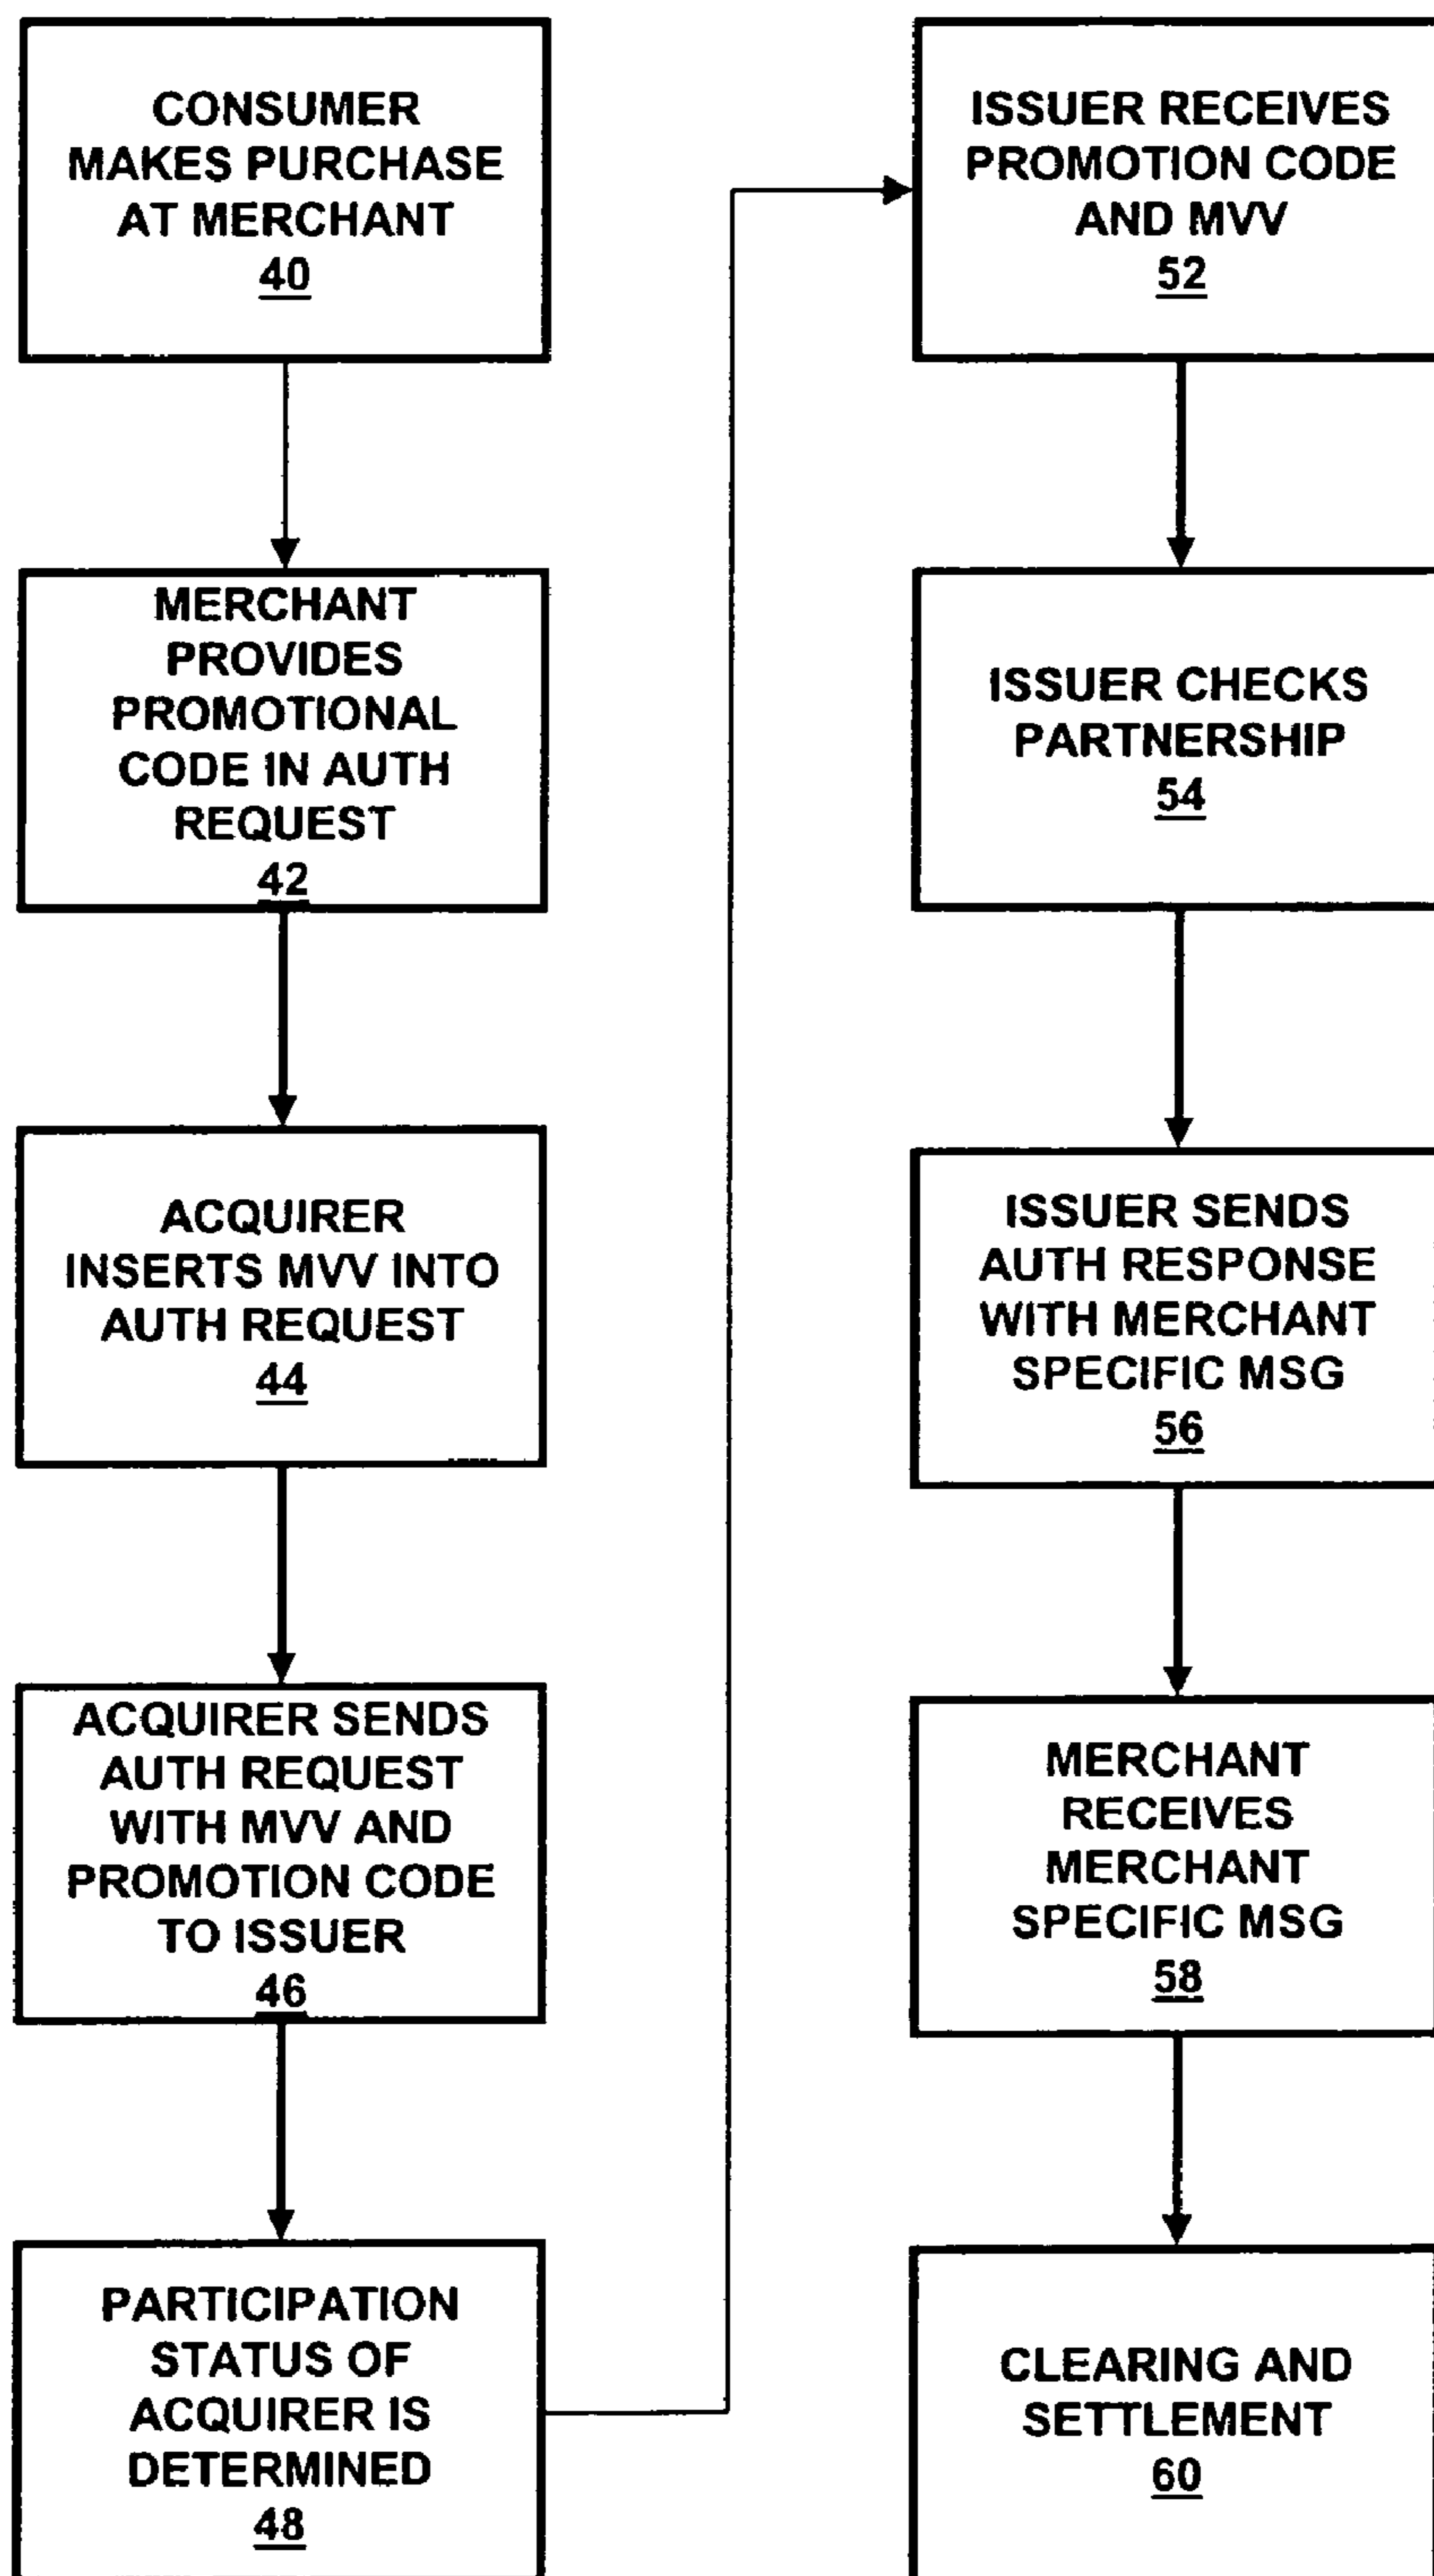 CONSUMER
MAKES PURCHASE
AT MERCHANT
40
MERCHANT
PROVIDES
PROMOTIONAL
CODE IN AUTH
REQUEST
42
ACQUIRER
INSERTS MVV INTO
AUTH REQUEST
44
ACQUIRER SENDS
AUTH REQUEST
WITH MVV AND
PROMOTION CODE
TO ISSUER
46
PARTICIPATION
STATUS OF
ACQUIRER IS
DETERMINED
48
ISSUER RECEIVES
PROMOTION CODE
AND MVV
52
ISSUER CHECKS
PARTNERSHIP
54
ISSUER SENDS
AUTH RESPONSE
WITH MERCHANT
SPECIFIC MSG
56
MERCHANT
RECEIVES
MERCHANT
SPECIFIC MSG
58
CLEARING AND
SETTLEMENT
60